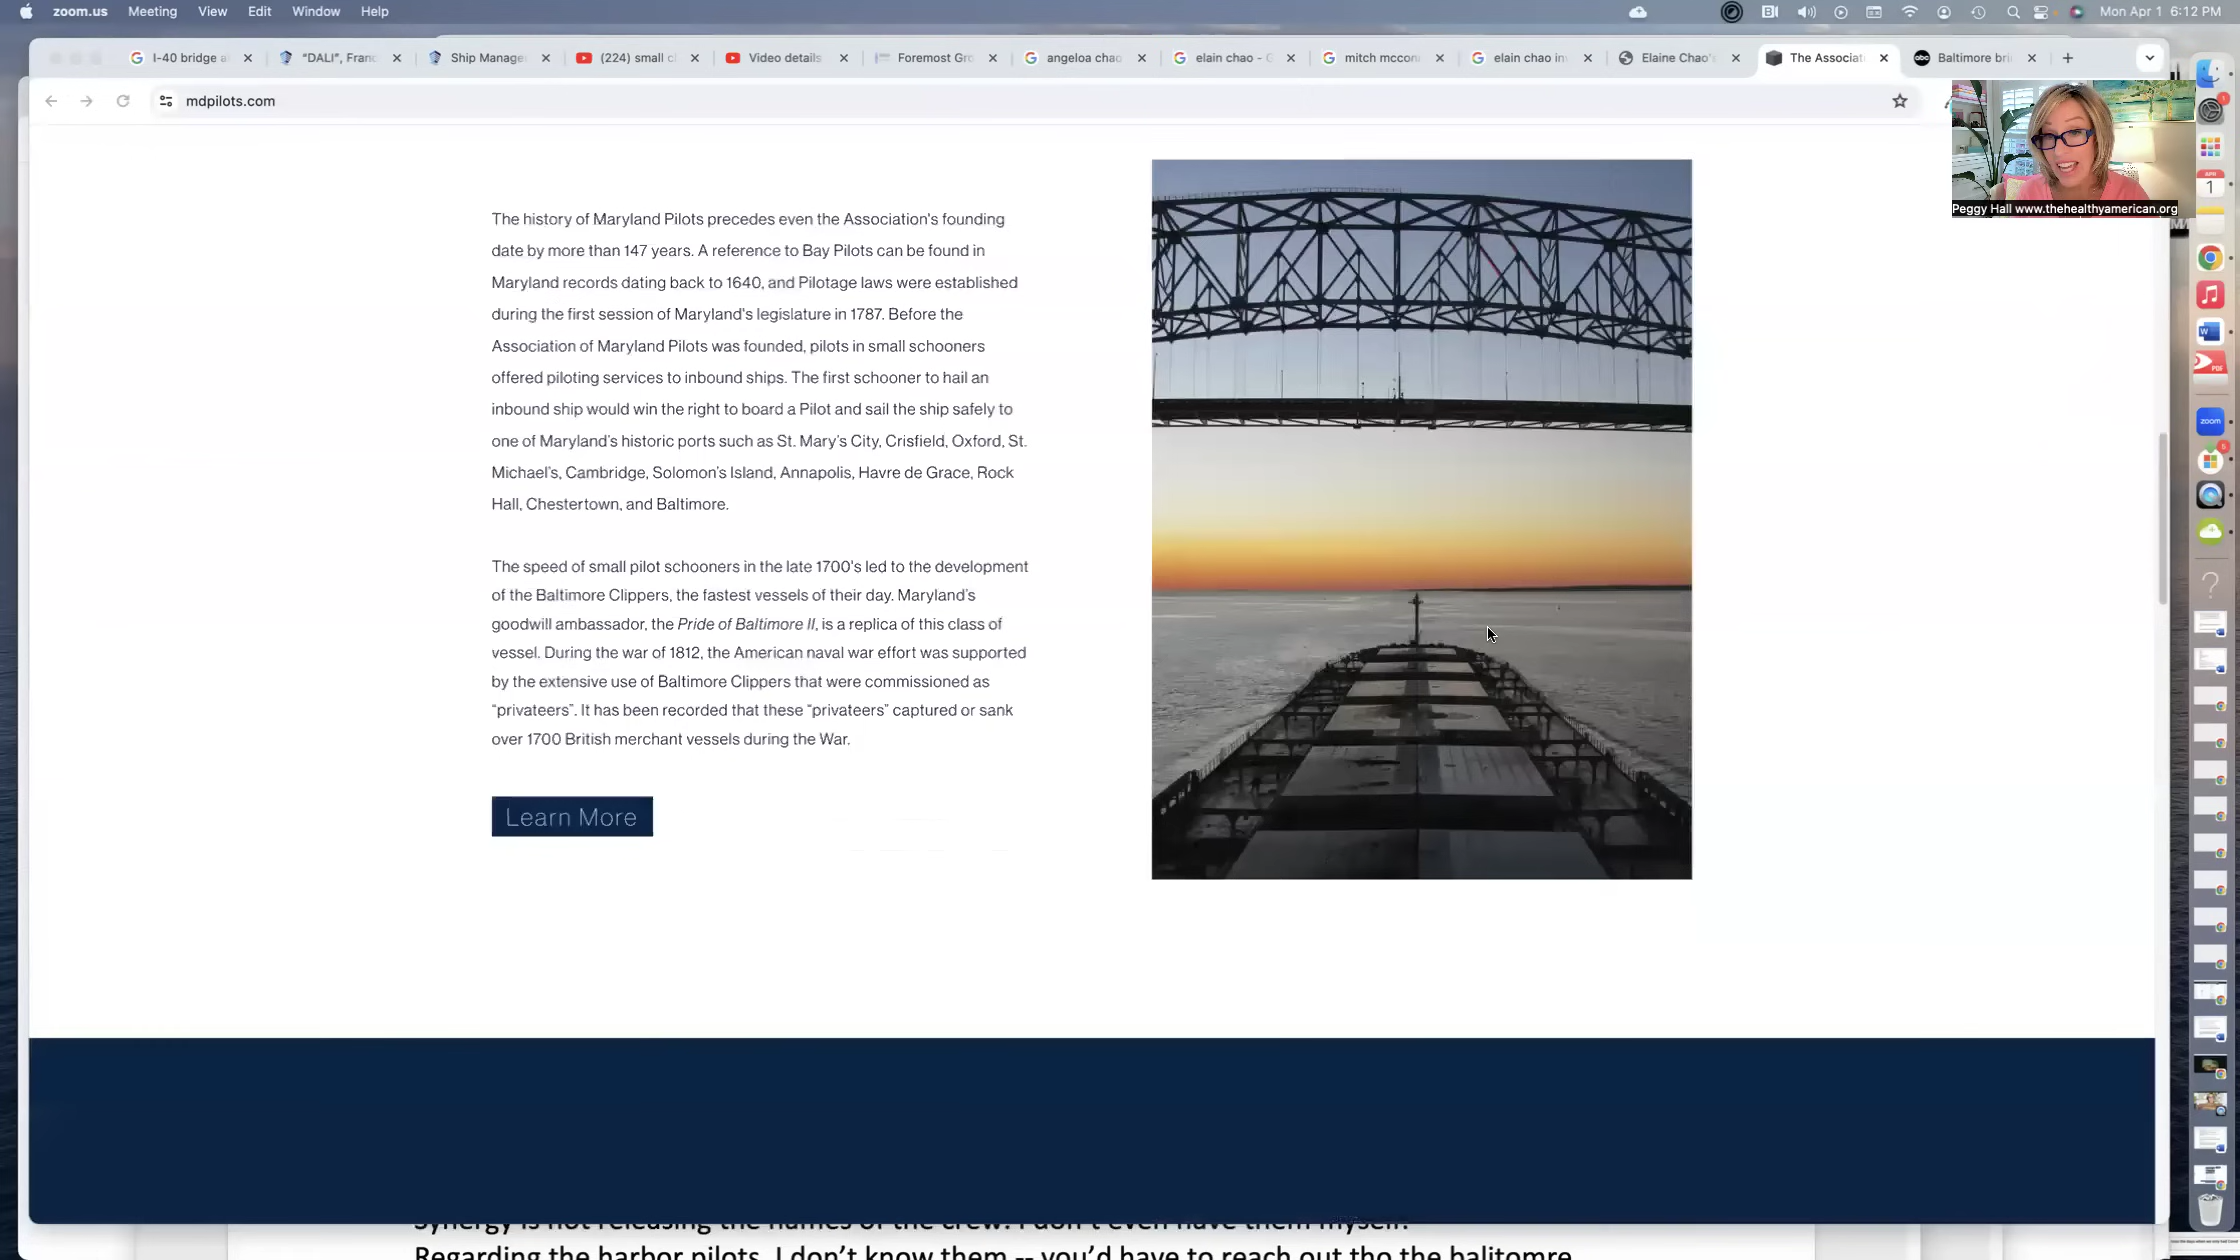 zoom.us Meeting View Edit Window Help
Mon Apr 1 6:12 PM
I-40 bridge a
"DALI", Fran
Ship Manage
(224) small c
Video details
Foremost Gro
angeloa chao
elain chao - G
mitch mcconn
elain chao in
Elaine Chao's
The Associat
Baltimore bri
mdpilots.com
Peggy Hall www.thehealthyamerican.org
The history of Maryland Pilots precedes even the Association's founding
date by more than 147 years. A reference to Bay Pilots can be found in
Maryland records dating back to 1640, and Pilotage laws were established
during the first session of Maryland's legislature in 1787. Before the
Association of Maryland Pilots was founded, pilots in small schooners
offered piloting services to inbound ships. The first schooner to hail an
inbound ship would win the right to board a Pilot and sail the ship safely to
one of Maryland's historic ports such as St. Mary's City, Crisfield, Oxford, St.
Michael's, Cambridge, Solomon's Island, Annapolis, Havre de Grace, Rock
Hall, Chestertown, and Baltimore.
The speed of small pilot schooners in the late 1700's led to the development
of the Baltimore Clippers, the fastest vessels of their day. Maryland's
goodwill ambassador, the Pride of Baltimore II, is a replica of this class of
vessel. During the war of 1812, the American naval war effort was supported
by the extensive use of Baltimore Clippers that were commissioned as
"privateers". It has been recorded that these "privateers" captured or sank
over 1700 British merchant vessels during the War.
Learn More
Synergy is not releasing the names of the crew. I don't even have them myself.
Regarding the harbor pilots, I don't know them -- you'd have to reach out tho the balitomre